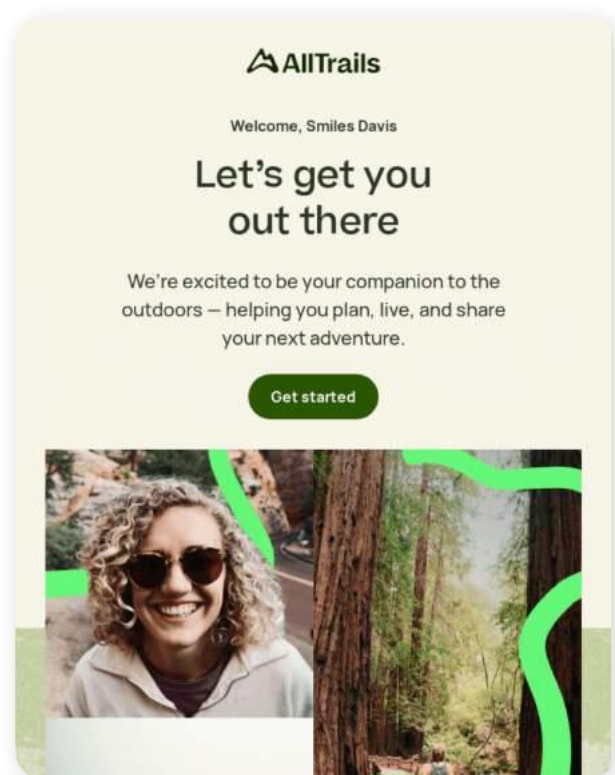 AllTrails
Welcome, Smiles Davis
Let's get you
out there
We're excited to be your companion to the
outdoors — helping you plan, live, and share
your next adventure.
Get started